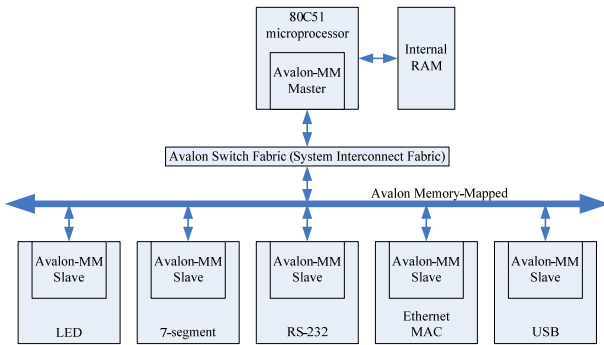 80C51
microprocessor
Avalon-MM
Master
Internal
RAM
Avalon Switch Fabric (System Interconnect Fabric)
Avalon Memory-Mapped
Avalon-MM
Slave
LED
Avalon-MM
Slave
7-segment
Avalon-MM
Slave
RS-232
Avalon-MM
Slave
Ethernet
MAC
Avalon-MM
Slave
USB